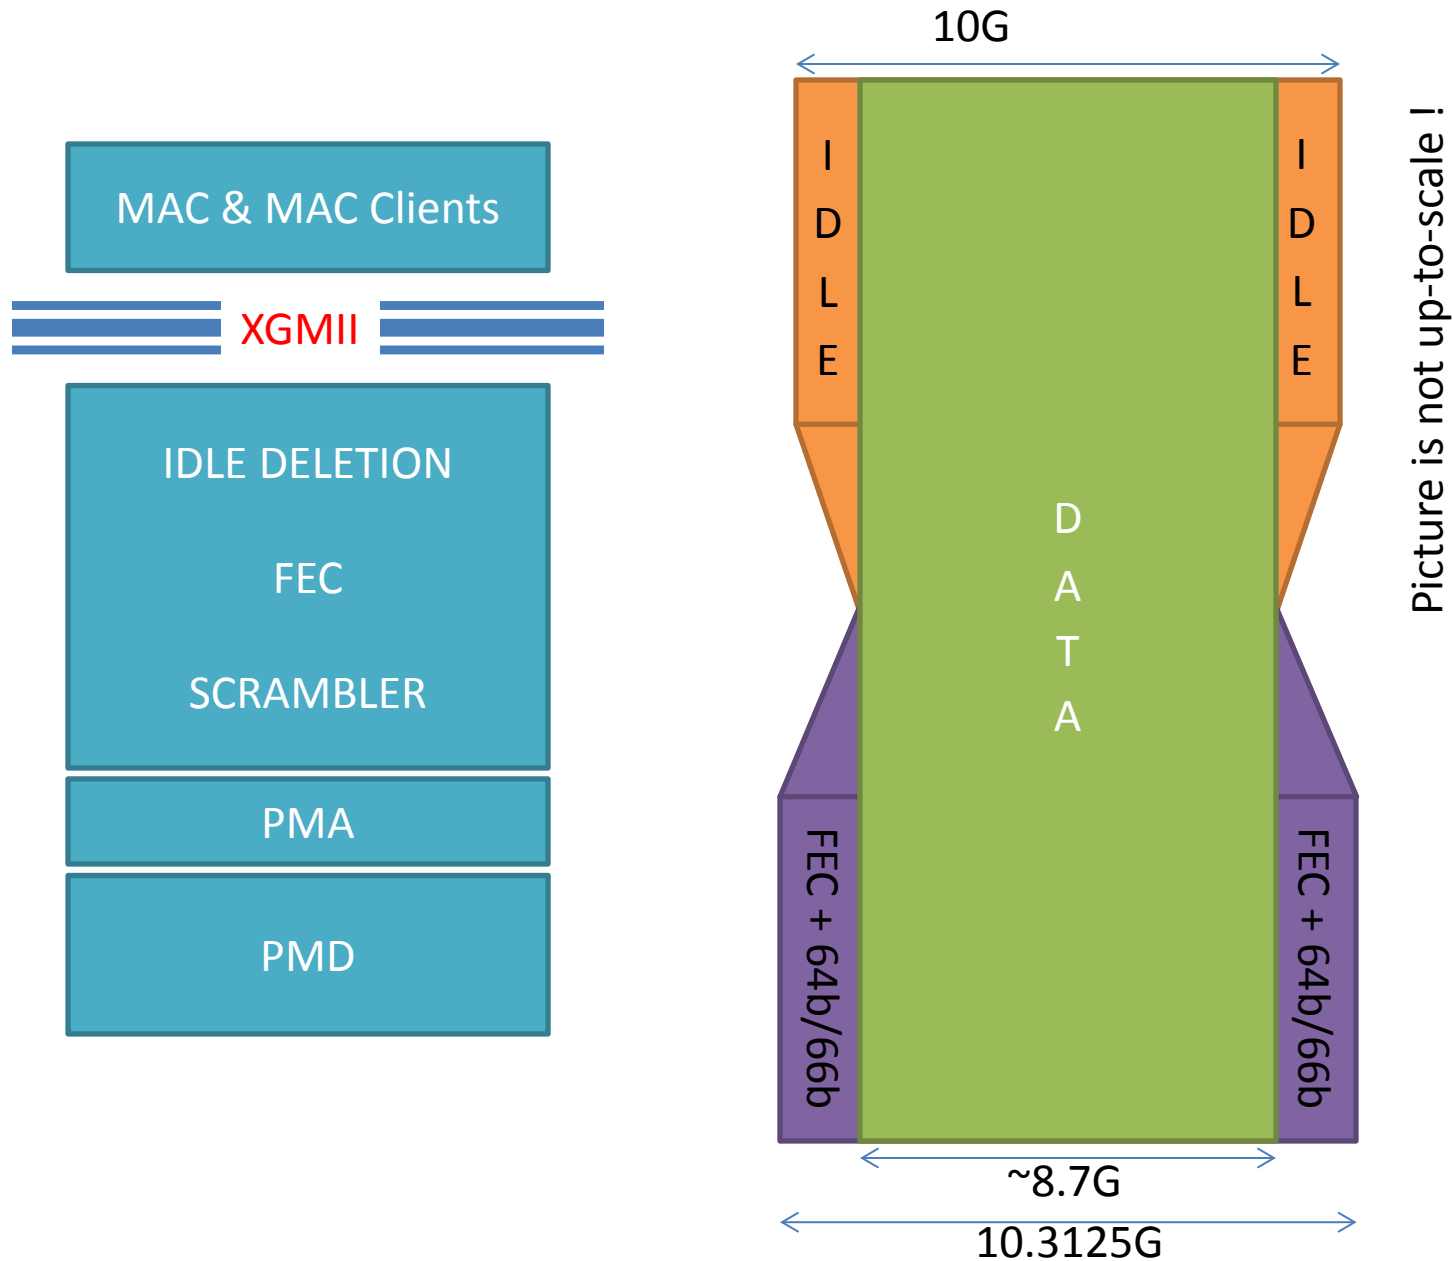 10G
MAC & MAC Clients
XGMII
IDLE DELETION
FEC
SCRAMBLER
PMA
PMD
I
D
L
E
I
D
L
E
D
A
T
A
FEC + 64b/66b
FEC + 64b/66b
~8.7G
10.3125G
Picture is not up-to-scale !